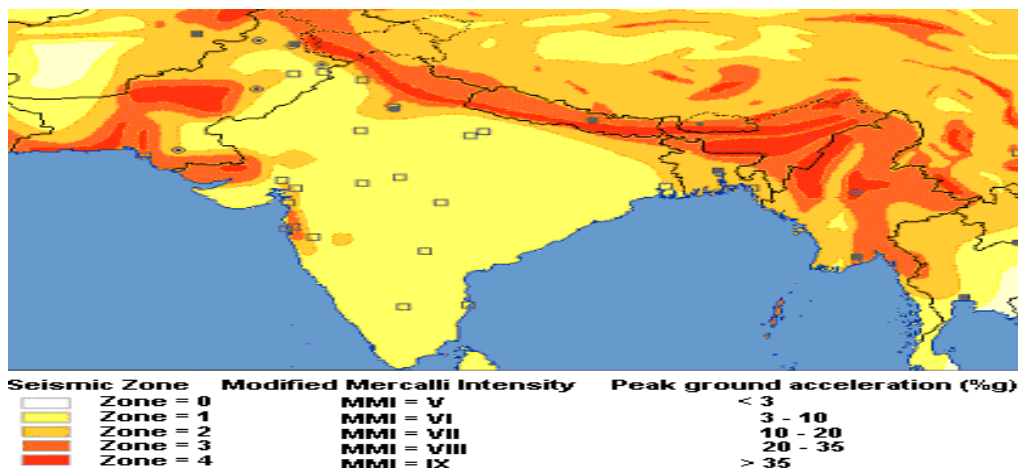 Seismic Zone Modified Mercalli Intensity Peak ground acceleration (%g)
Zone = 0 MMI = V < 3
Zone = 1 MMI = VI 3 - 10
Zone = 2 MMI = VII 10 - 20
Zone = 3 MMI = VIII 20 - 35
Zone = 4 MMI = IX > 35